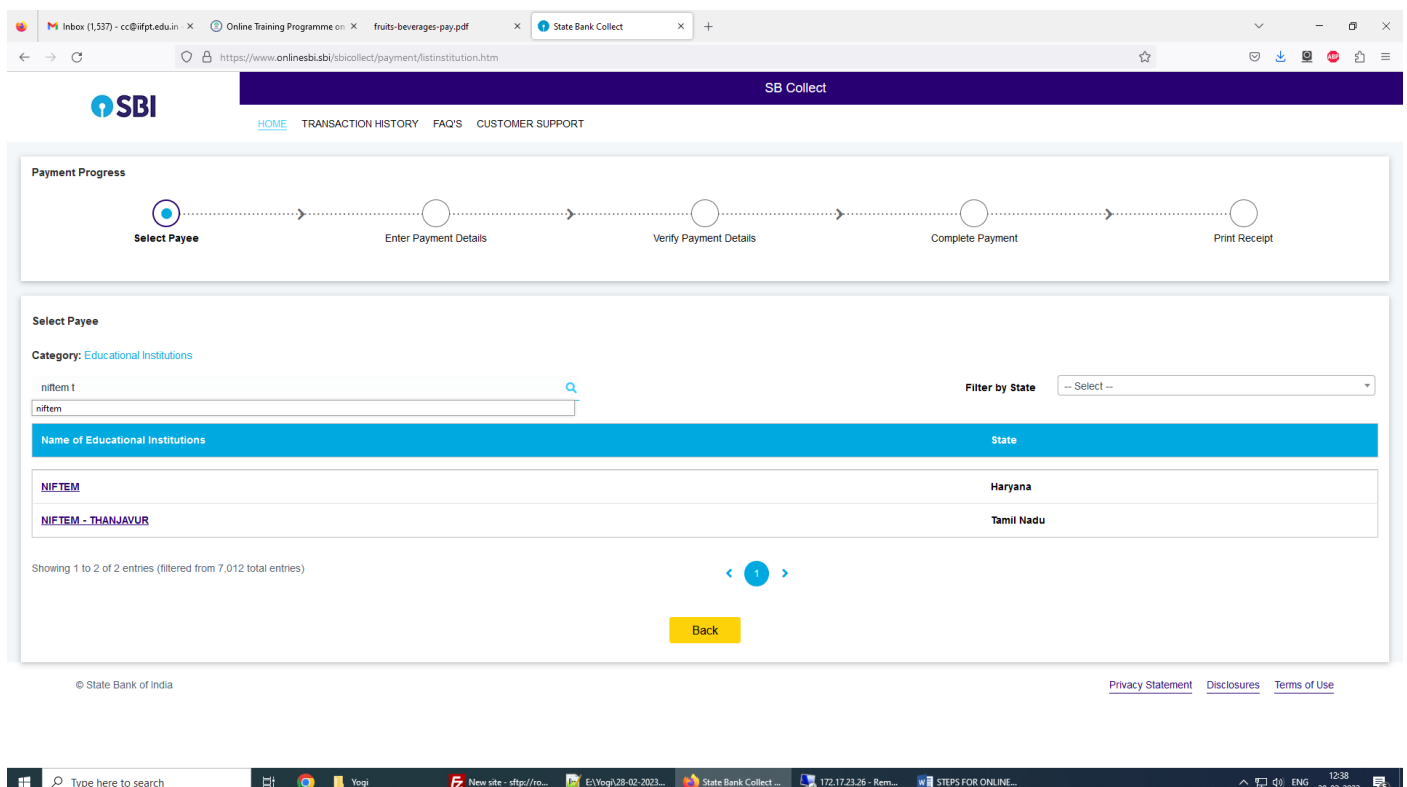 Inbox (1,537) - cc@iifpt.edu.in - Online Training Programme on fruits-beverages-pay.pdf State Bank Collect
https://www.onlinesbi.sbi/sbicollect/payment/listinstitution.htm ABP
SBI
SB Collect
HOME TRANSACTION HISTORY FAQ'S CUSTOMER SUPPORT
Payment Progress
Select Payee Enter Payment Details Verify Payment Details Complete Payment Print Receipt
Select Payee
Category: Educational Institutions
niftem t Filter by State -- Select --
niftem
Name of Educational Institutions State
NIFTEM Haryana
NIFTEM - THANJAVUR Tamil Nadu
Showing 1 to 2 of 2 entries (filtered from 7,012 total entries) 1
Back
© State Bank of India Privacy Statement Disclosures Terms of Use
Type here to search Yogi New site - sftp://ro... E:\Yogi\28-02-2023... State Bank Collect ... 172.17.23.26 - Rem... STEPS FOR ONLINE... ENG 12:38